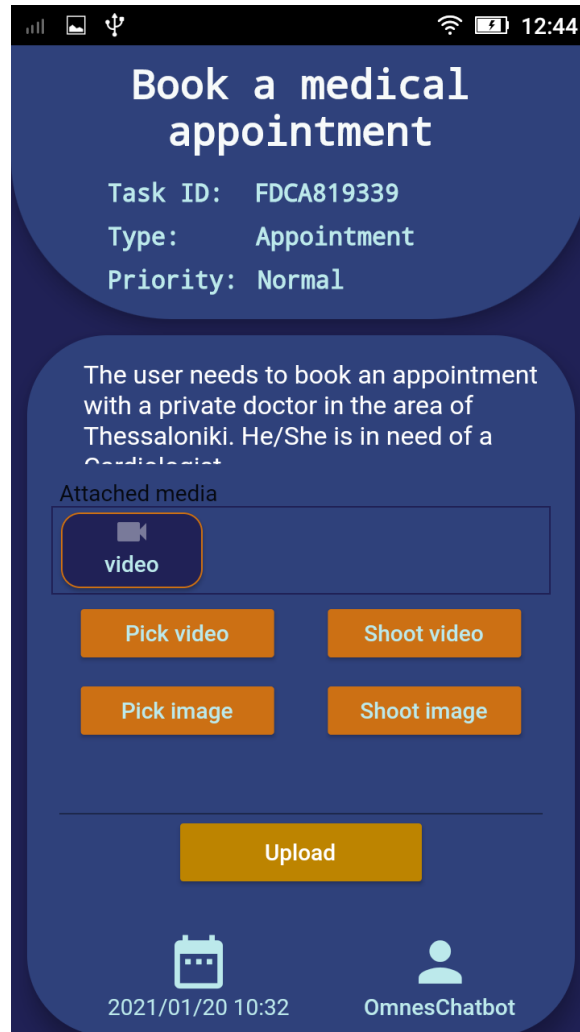 12:44
Book a medical
appointment
Task ID: FDCA819339
Type: Appointment
Priority: Normal
The user needs to book an appointment
with a private doctor in the area of
Thessaloniki. He/She is in need of a
Cardiologist
Attached media
video
Pick video Shoot video
Pick image Shoot image
Upload
2021/01/20 10:32 OmnesChatbot